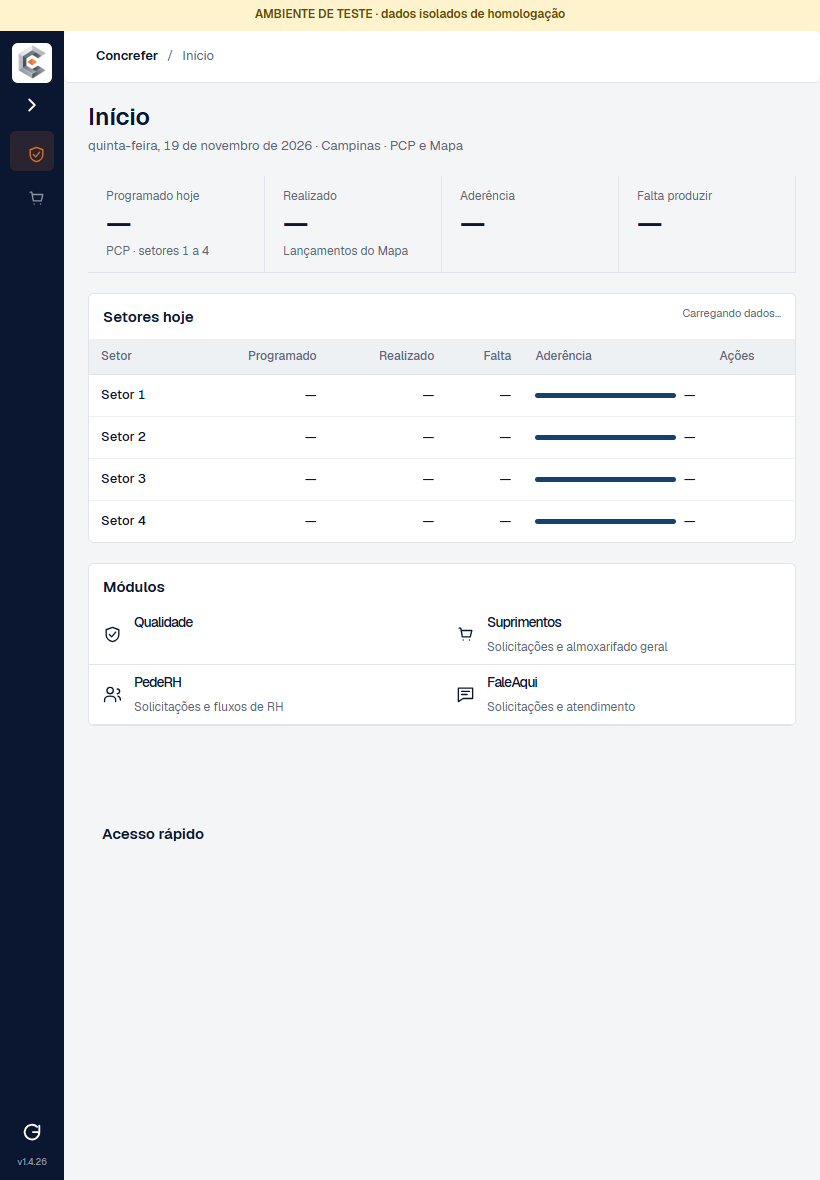 AMBIENTE DE TESTE · dados isolados de homologação
Concrefer / Início
Início
quinta-feira, 19 de novembro de 2026 · Campinas · PCP e Mapa
Programado hoje
—
PCP · setores 1 a 4
Realizado
—
Lançamentos do Mapa
Aderência
—
Falta produzir
—
Setores hoje
Carregando dados…
Setor Programado Realizado Falta Aderência Ações
Setor 1 — — — —
Setor 2 — — — —
Setor 3 — — — —
Setor 4 — — — —
Módulos
Qualidade
Suprimentos
Solicitações e almoxarifado geral
PedeRH
Solicitações e fluxos de RH
FaleAqui
Solicitações e atendimento
Acesso rápido
v1.4.26